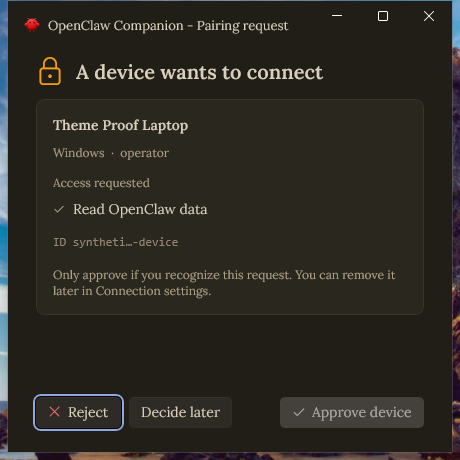 OpenClaw Companion - Pairing request
A device wants to connect
Theme Proof Laptop
Windows · operator
Access requested
Read OpenClaw data
ID syntheti…-device
Only approve if you recognize this request. You can remove it
later in Connection settings.
Reject
Decide later
Approve device